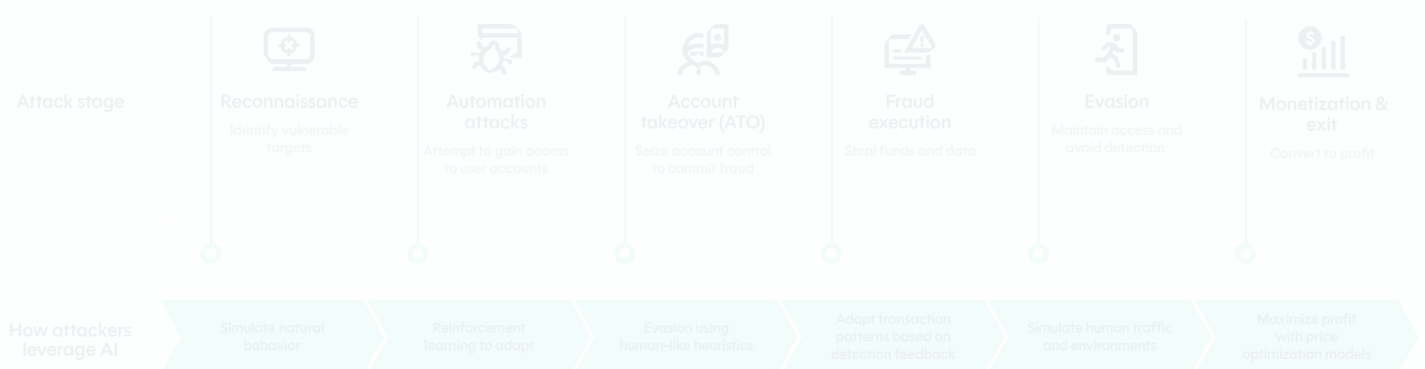 Attack stage
Reconnaissance
Identify vulnerable
targets
Automation
attacks
Attempt to gain access
to user accounts
Account
takeover (ATO)
Seize account control
to commit fraud
Fraud
execution
Steal funds and data
Evasion
Maintain access and
avoid detection
$
Monetization &
exit
Convert to profit
How attackers
leverage AI
Simulate natural
behavior
Reinforcement
learning to adapt
Evasion using
human-like heuristics
Adapt transaction
patterns based on
detection feedback
Simulate human traffic
and environments
Maximize profit
with price
optimization models